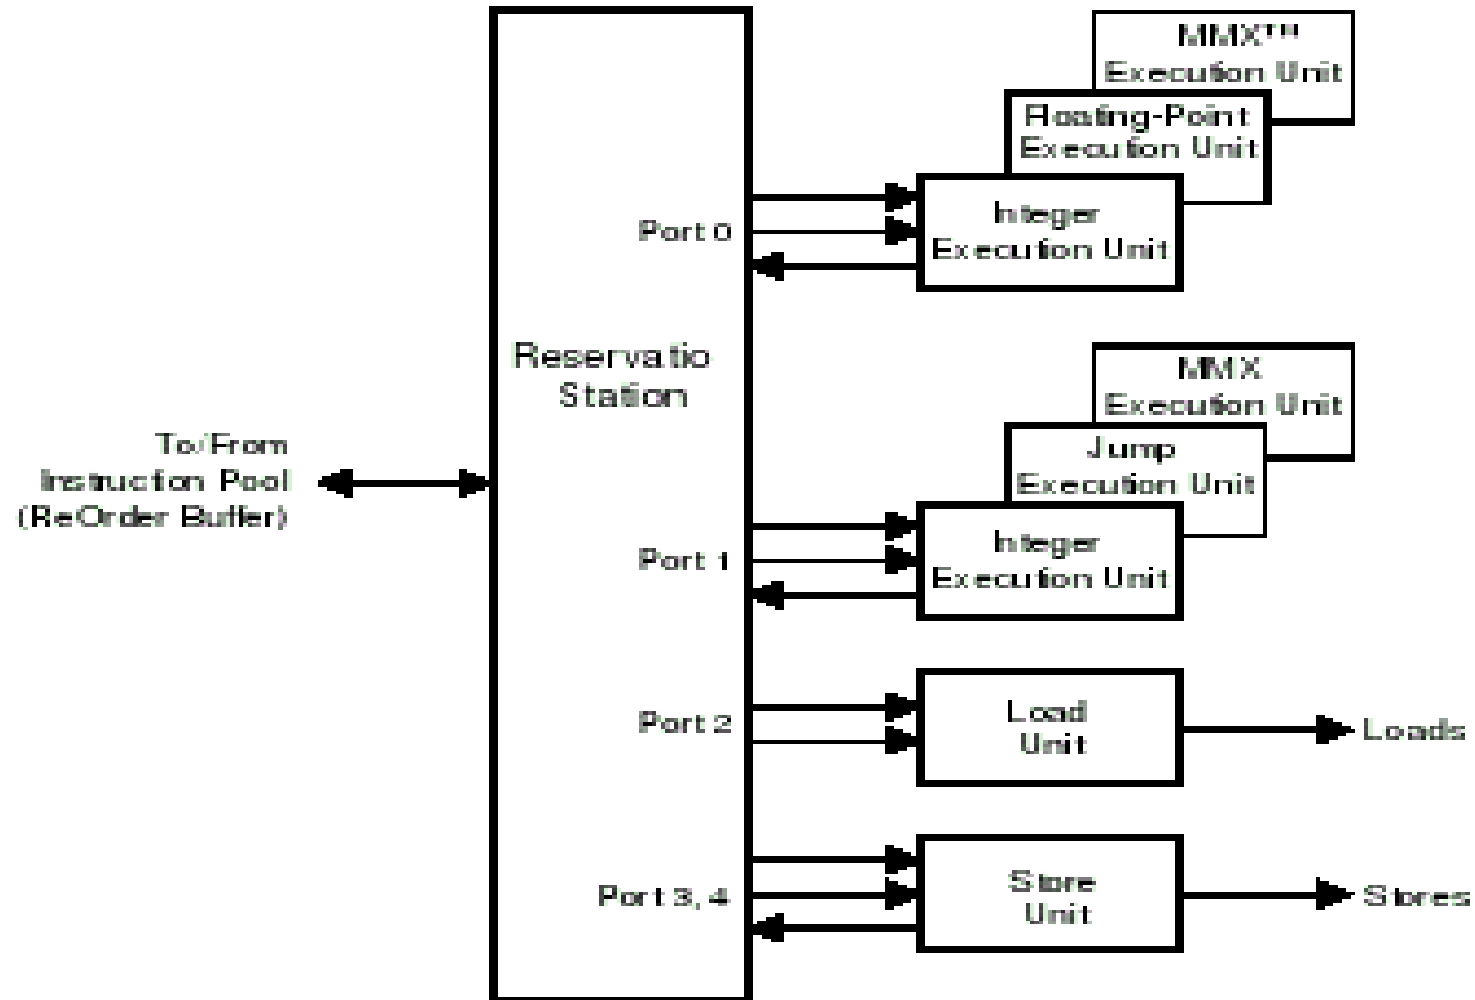 MMX™
Execution Unit
Floating-Point
Execution Unit
Integer
Execution Unit
Port 0
Reservatio
Station
MMX
Execution Unit
Jump
Execution Unit
Integer
Execution Unit
Port 1
To/From
Instruction Pool
(ReOrder Buffer)
Port 2
Load
Unit
Loads
Port 3, 4
Store
Unit
Stores